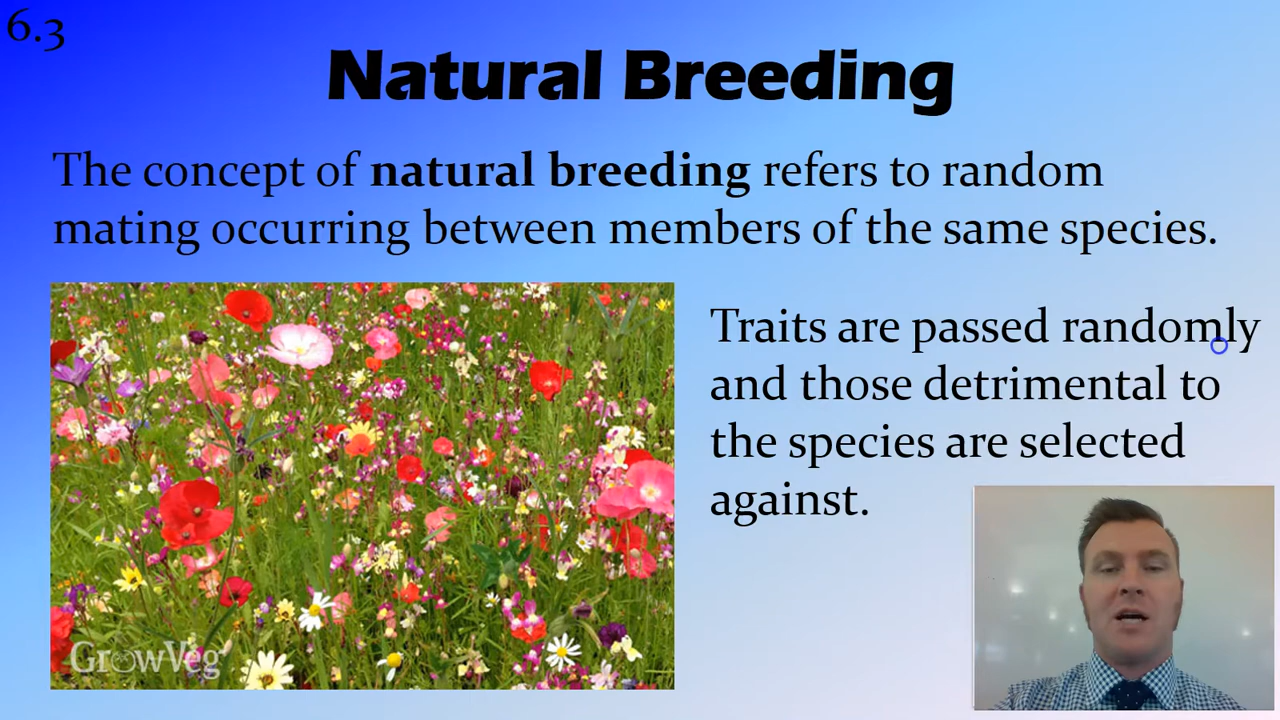 6.3
Natural Breeding
The concept of natural breeding refers to random
mating occurring between members of the same species.
Traits are passed randomly
and those detrimental to
the species are selected
against.
GrowVeg